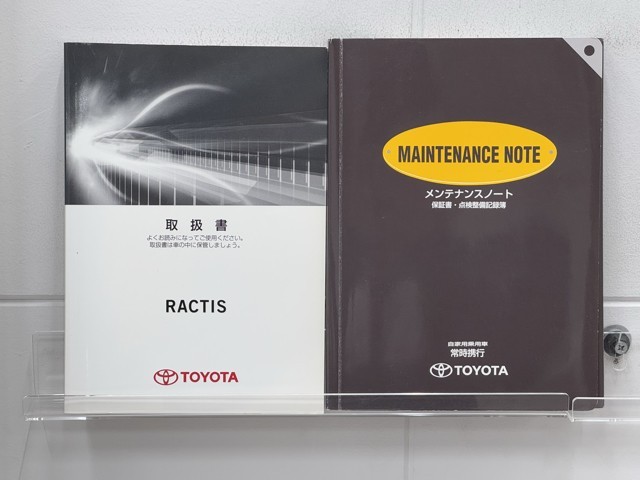 取扱書
よくお読みになってご使用ください。
取扱書は車の中に保管しましょう。
RACTIS
TOYOTA
MAINTENANCE NOTE
メンテナンスノート
保証書・点検整備記録簿
自家用乗用車
常時携行
TOYOTA